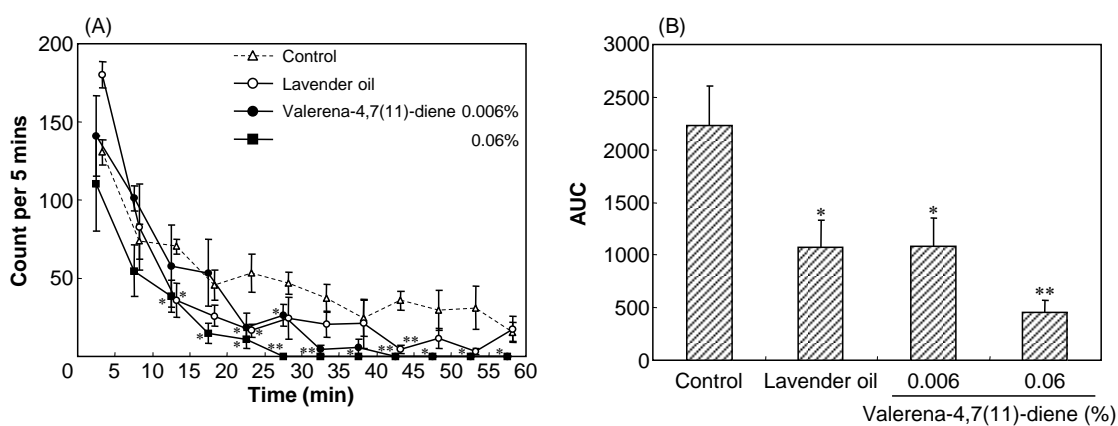 (A)
200
150
100
50
0
Count per 5 mins
Control
Lavender oil
Valerena-4,7(11)-diene 0.006%
0.06%
* * * * * * * * ** ** * ** ** * * *
0 5 10 15 20 25 30 35 40 45 50 55 60
Time (min)
(B)
3000
2500
2000
1500
1000
500
0
AUC
* * **
Control Lavender oil 0.006 0.06
Valerena-4,7(11)-diene (%)